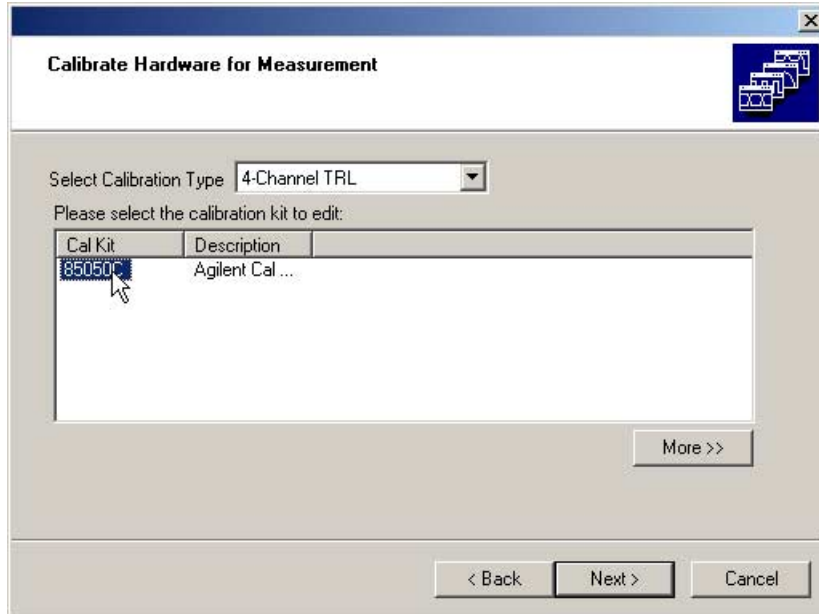 Calibrate Hardware for Measurement
Select Calibration Type 4-Channel TRL
Please select the calibration kit to edit:
Cal Kit Description
85050C Agilent Cal ...
More >>
< Back Next > Cancel